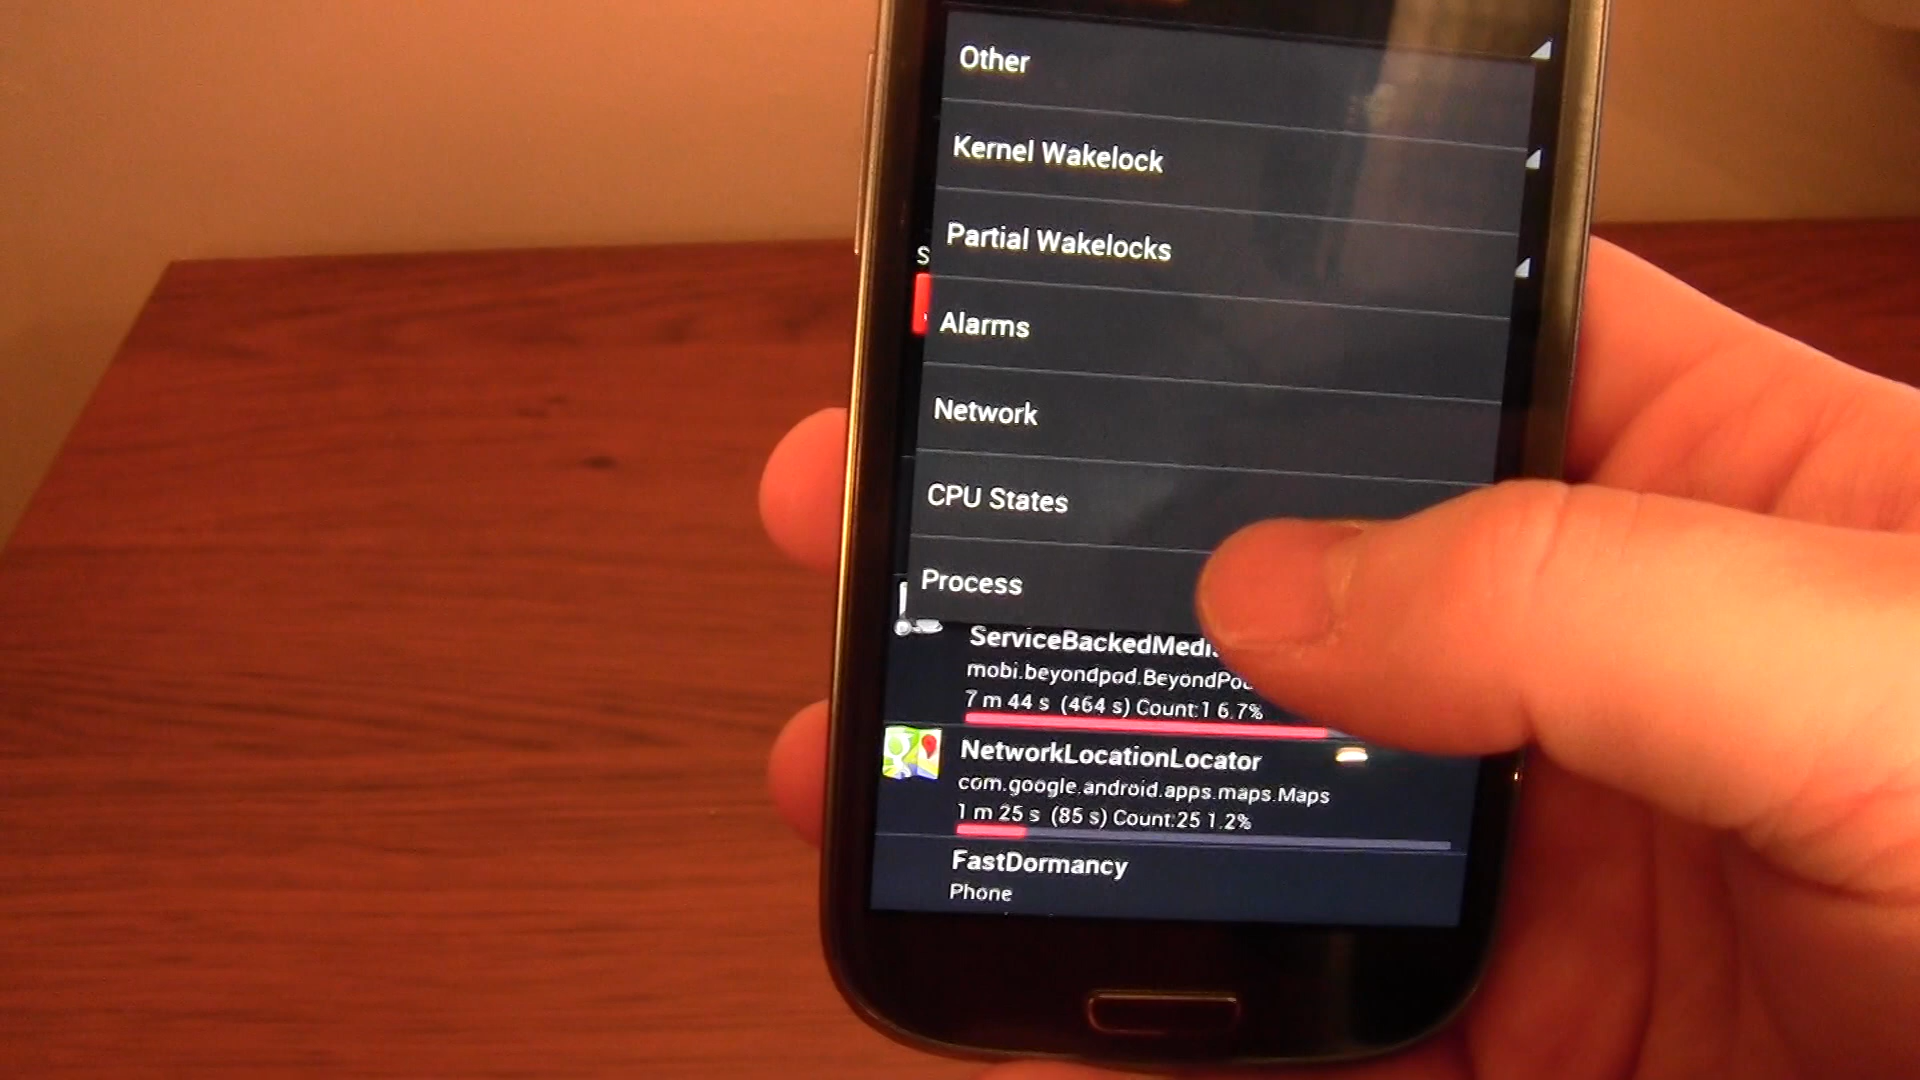 Other
Kernel Wakelock
Partial Wakelocks
S
Alarms
Network
CPU States
Process
ServiceBackedMedi
mobi.beyondpod.BeyondPo
7 m 44 s (464 s) Count:1 6.7%
NetworkLocationLocator
com.google.android.apps.maps.Maps
1 m 25 s (85 s) Count:25 1.2%
FastDormancy
Phone